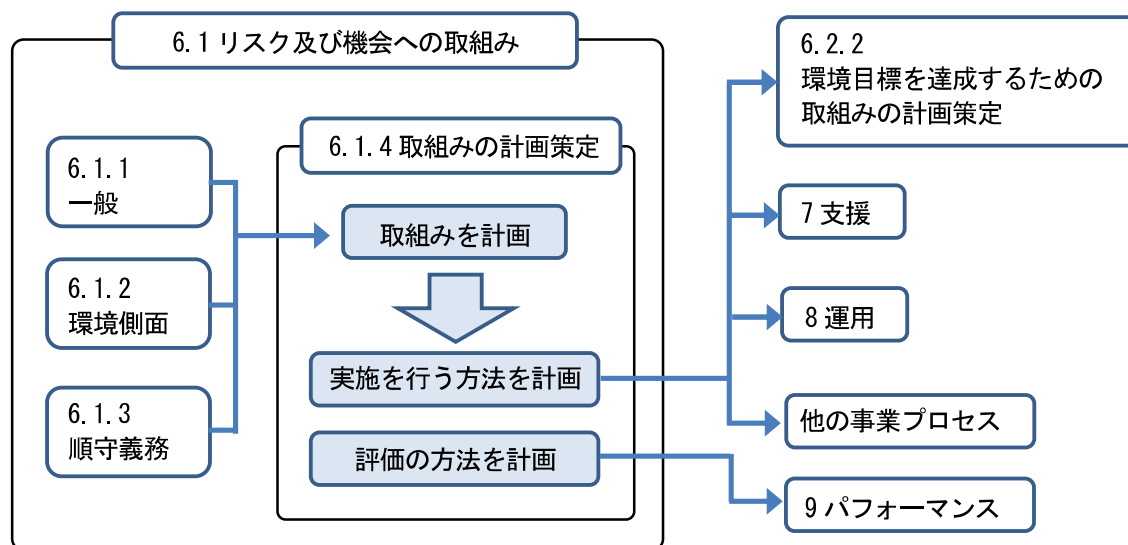 6.1リスク及び機会への取組み
6.1.1
一般
6.1.2
環境側面
6.1.3
順守義務
6.1.4取組みの計画策定
取組みを計画
実施を行う方法を計画
評価の方法を計画
6.2.2
環境目標を達成するための
取組みの計画策定
7支援
8運用
他の事業プロセス
9パフォーマンス